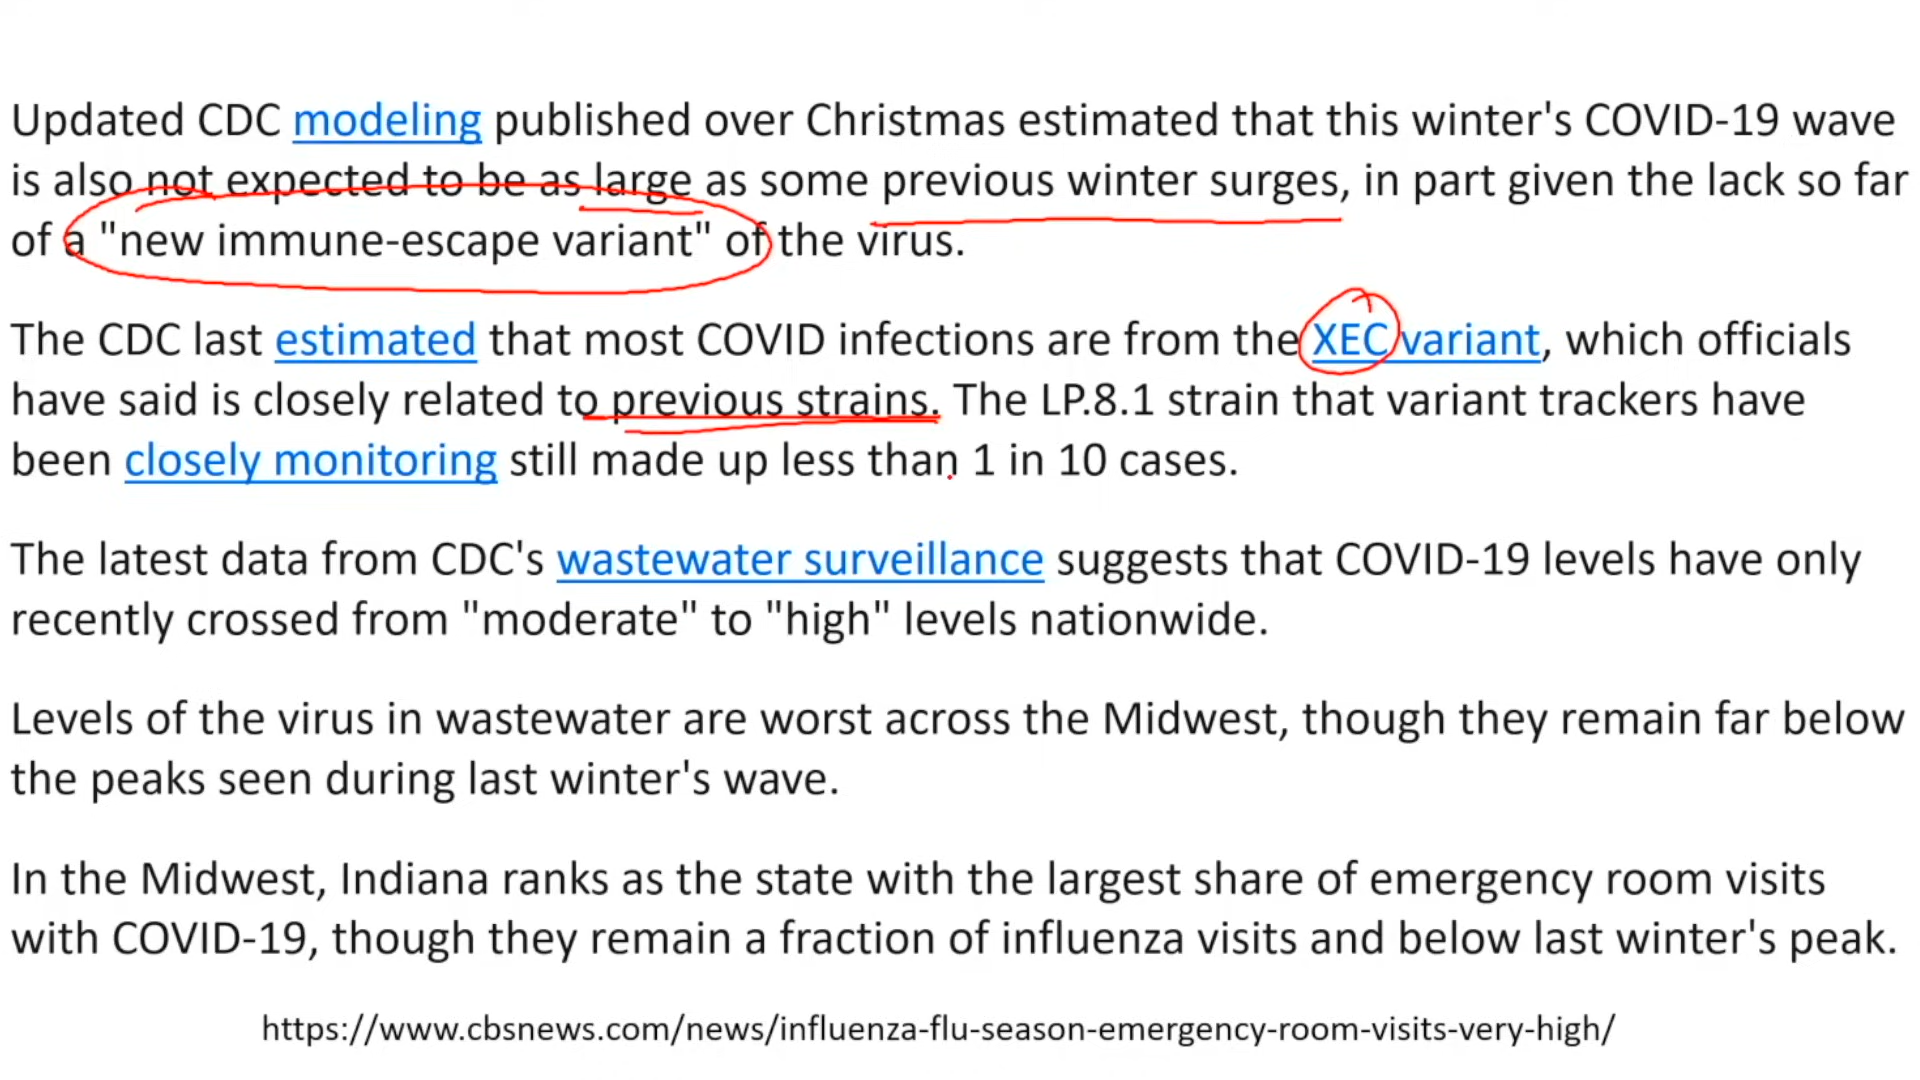 Updated CDC modeling published over Christmas estimated that this winter's COVID-19 wave
is also not expected to be as large as some previous winter surges, in part given the lack so far
of a "new immune-escape variant" of the virus.
The CDC last estimated that most COVID infections are from the XEC variant, which officials
have said is closely related to previous strains. The LP.8.1 strain that variant trackers have
been closely monitoring still made up less than 1 in 10 cases.
The latest data from CDC's wastewater surveillance suggests that COVID-19 levels have only
recently crossed from "moderate" to "high" levels nationwide.
Levels of the virus in wastewater are worst across the Midwest, though they remain far below
the peaks seen during last winter's wave.
In the Midwest, Indiana ranks as the state with the largest share of emergency room visits
with COVID-19, though they remain a fraction of influenza visits and below last winter's peak.
https://www.cbsnews.com/news/influenza-flu-season-emergency-room-visits-very-high/